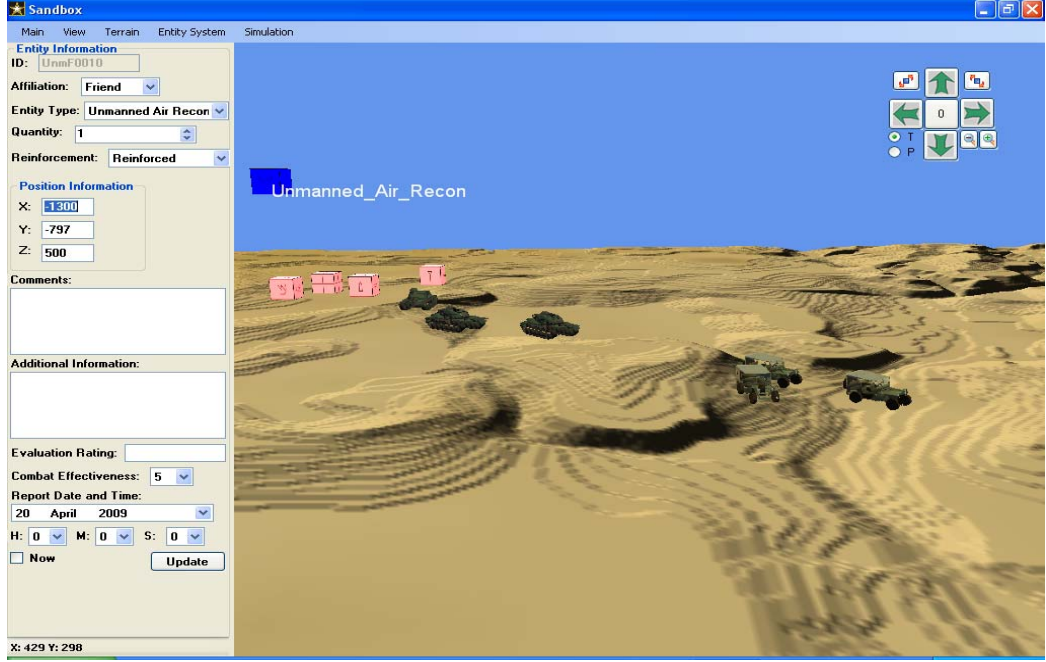 Sandbox
Main View Terrain Entity System Simulation
Entity Information
ID: UnmF0010
Affiliation: Friend
Entity Type: Unmanned Air Recon
Quantity: 1
Reinforcement: Reinforced
Position Information
X: -1300
Y: -797
Z: 500
Comments:
Additional Information:
Evaluation Rating:
Combat Effectiveness: 5
Report Date and Time:
20 April 2009
H: 0 M: 0 S: 0
Now Update
X: 429 Y: 298
Unmanned_Air_Recon
0
T
P
T